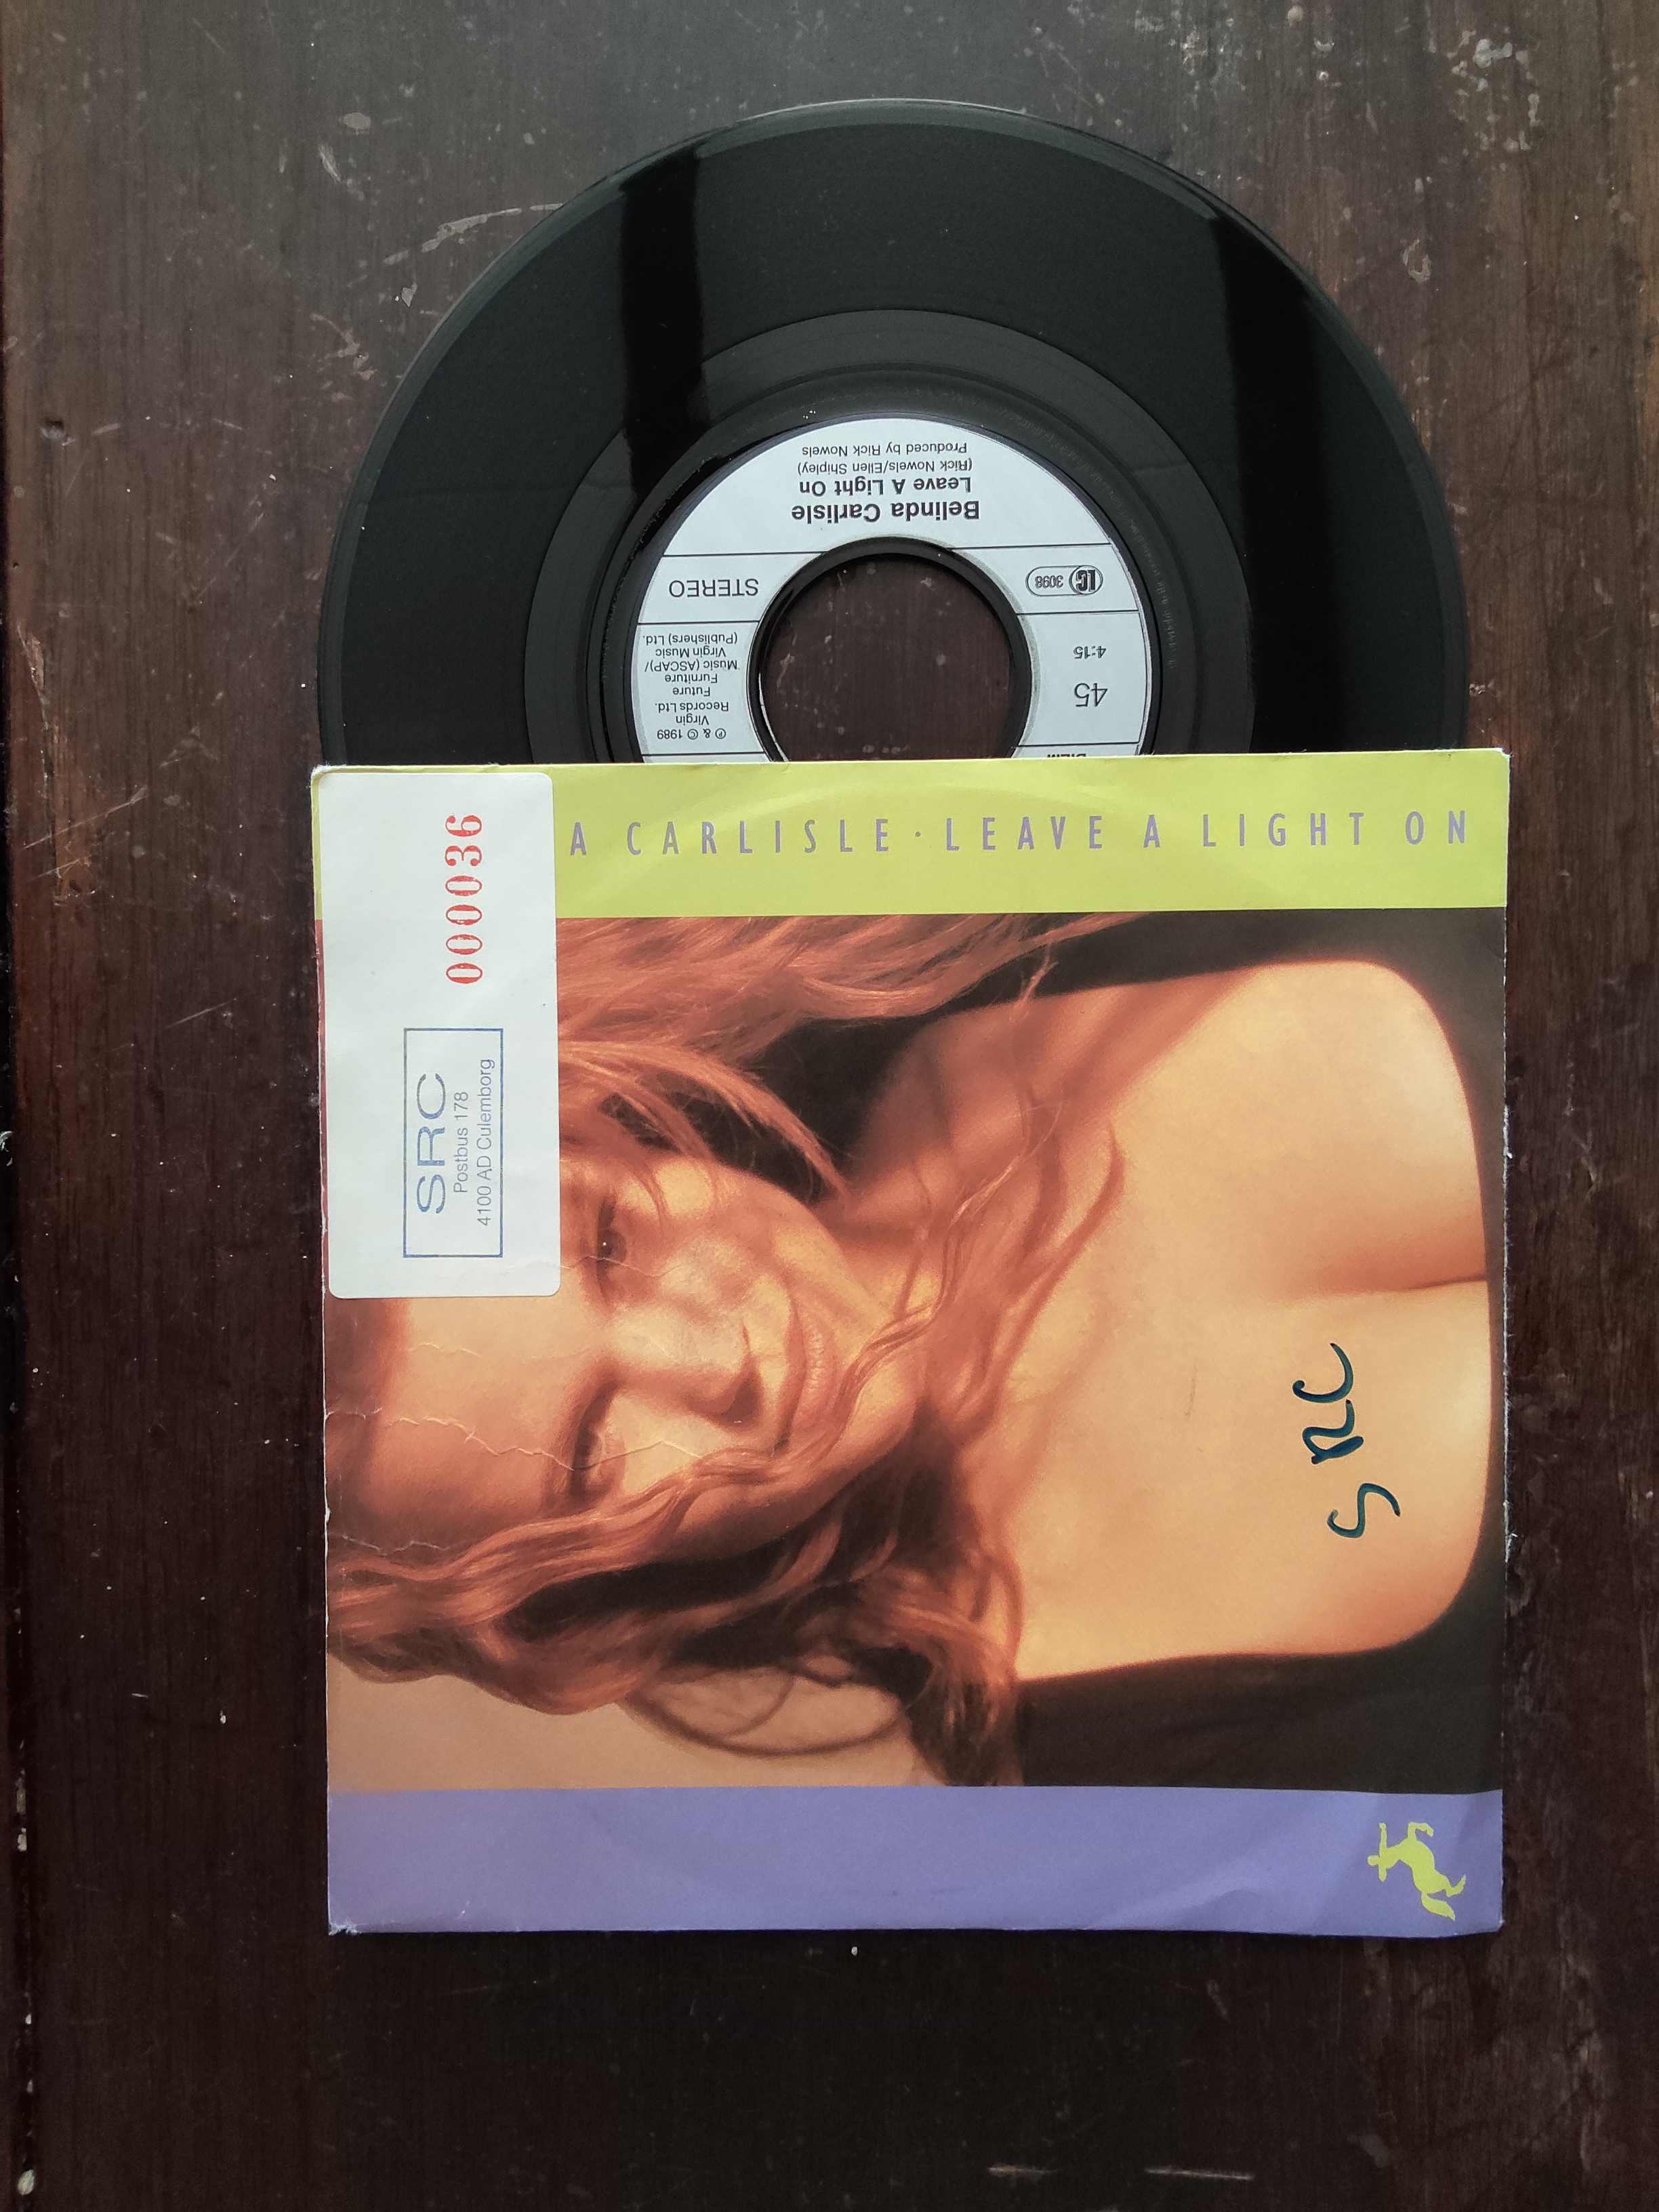 Belinda Carlisle
Leave A Light On
(Rick Nowels/Ellen Shipley)
Produced by Rick Nowels
STEREO
LC 3098
4:15
45
℗ & © 1989
Virgin
Records Ltd.
Future
Furniture
Music (ASCAP)/
Virgin Music
(Publishers) Ltd.
A CARLISLE · LEAVE A LIGHT ON
000036
SRC
Postbus 178
4100 AD Culemborg
SRC